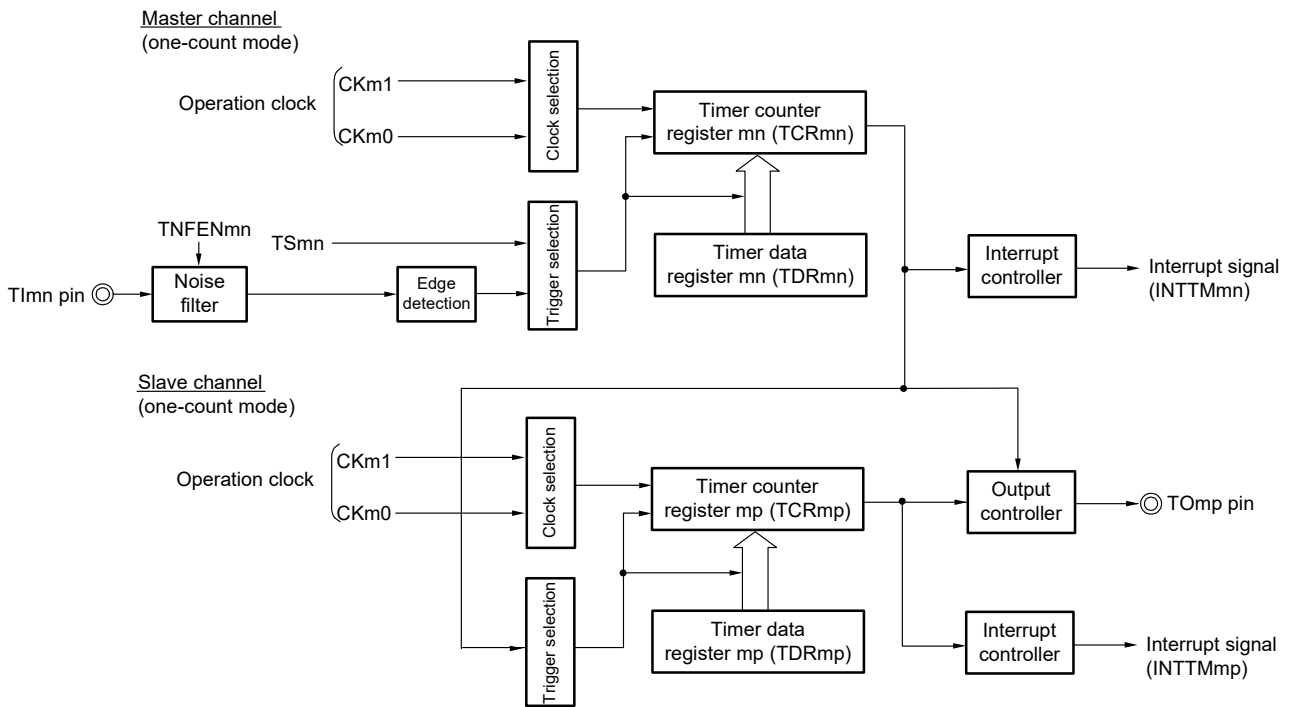 Master channel
(one-count mode)
Operation clock
CKm1
CKm0
Clock selection
Timer counter
register mn (TCRmn)
TNFENmn
TSmn
TImn pin
Noise
filter
Edge
detection
Trigger selection
Timer data
register mn (TDRmn)
Interrupt
controller
Interrupt signal
(INTTMmn)
Slave channel
(one-count mode)
Operation clock
CKm1
CKm0
Clock selection
Timer counter
register mp (TCRmp)
Output
controller
TOmp pin
Trigger selection
Timer data
register mp (TDRmp)
Interrupt
controller
Interrupt signal
(INTTMmp)